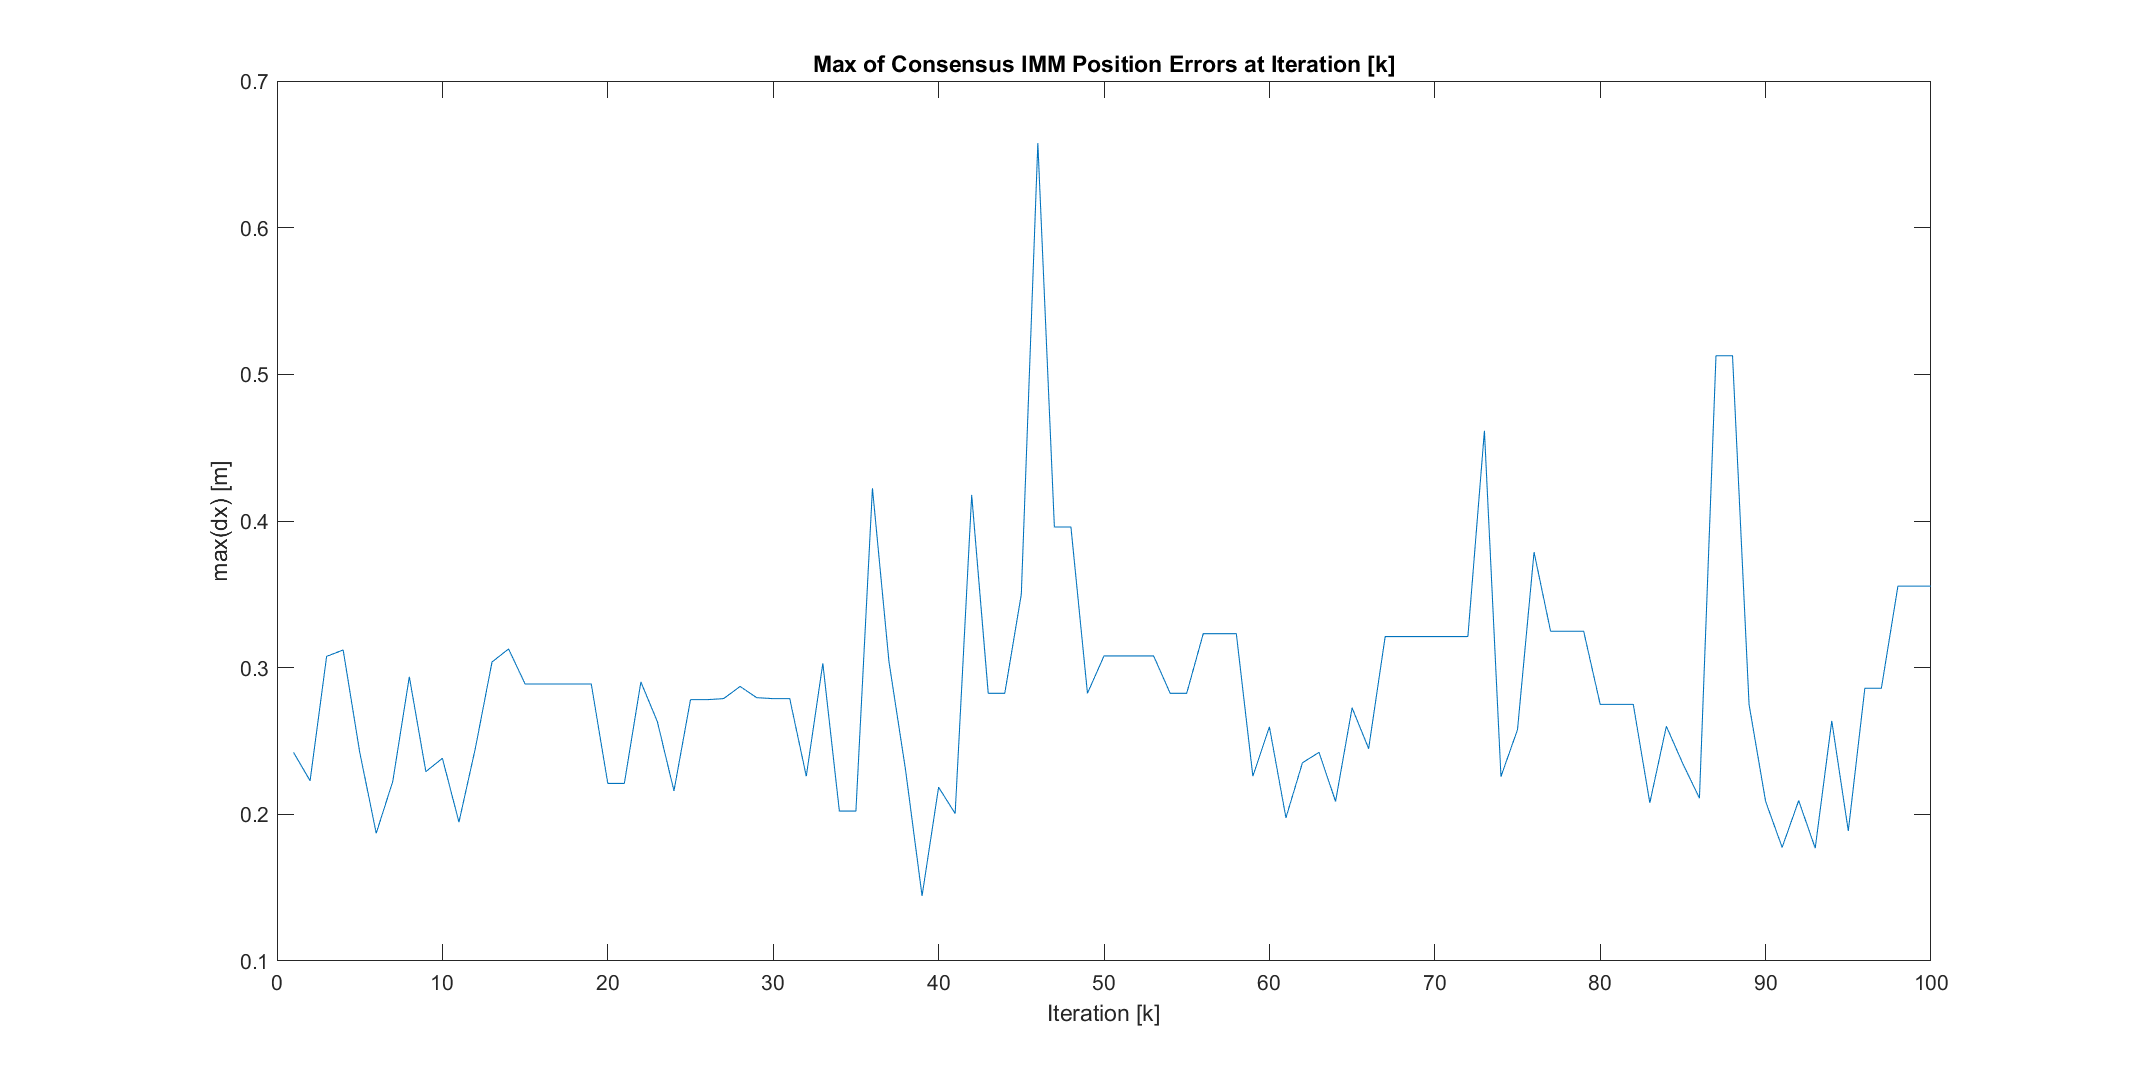 Max of Consensus IMM Position Errors at Iteration [k]
0.7
0.6
0.5
0.4
0.3
0.2
0.1
max(dx) [m]
0 10 20 30 40 50 60 70 80 90 100
Iteration [k]